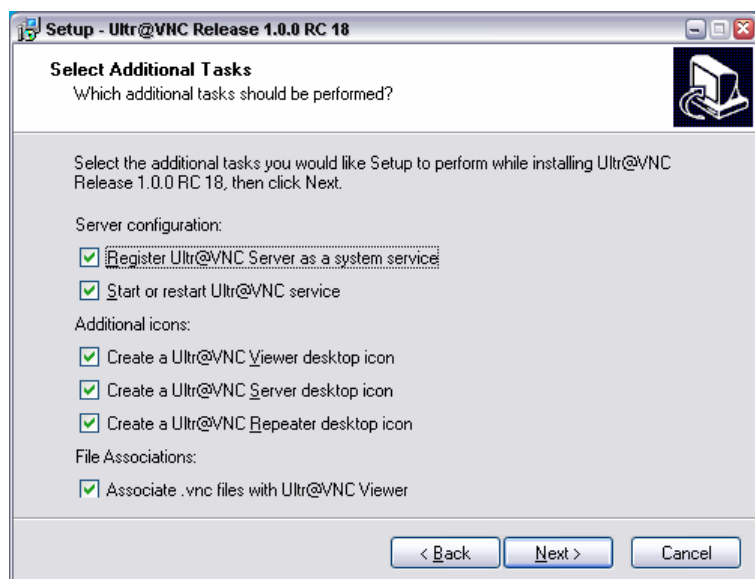 Setup - Ultr@VNC Release 1.0.0 RC 18
Select Additional Tasks
Which additional tasks should be performed?
Select the additional tasks you would like Setup to perform while installing Ultr@VNC
Release 1.0.0 RC 18, then click Next.
Server configuration:
Register Ultr@VNC Server as a system service
Start or restart Ultr@VNC service
Additional icons:
Create a Ultr@VNC Viewer desktop icon
Create a Ultr@VNC Server desktop icon
Create a Ultr@VNC Repeater desktop icon
File Associations:
Associate .vnc files with Ultr@VNC Viewer
< Back Next > Cancel